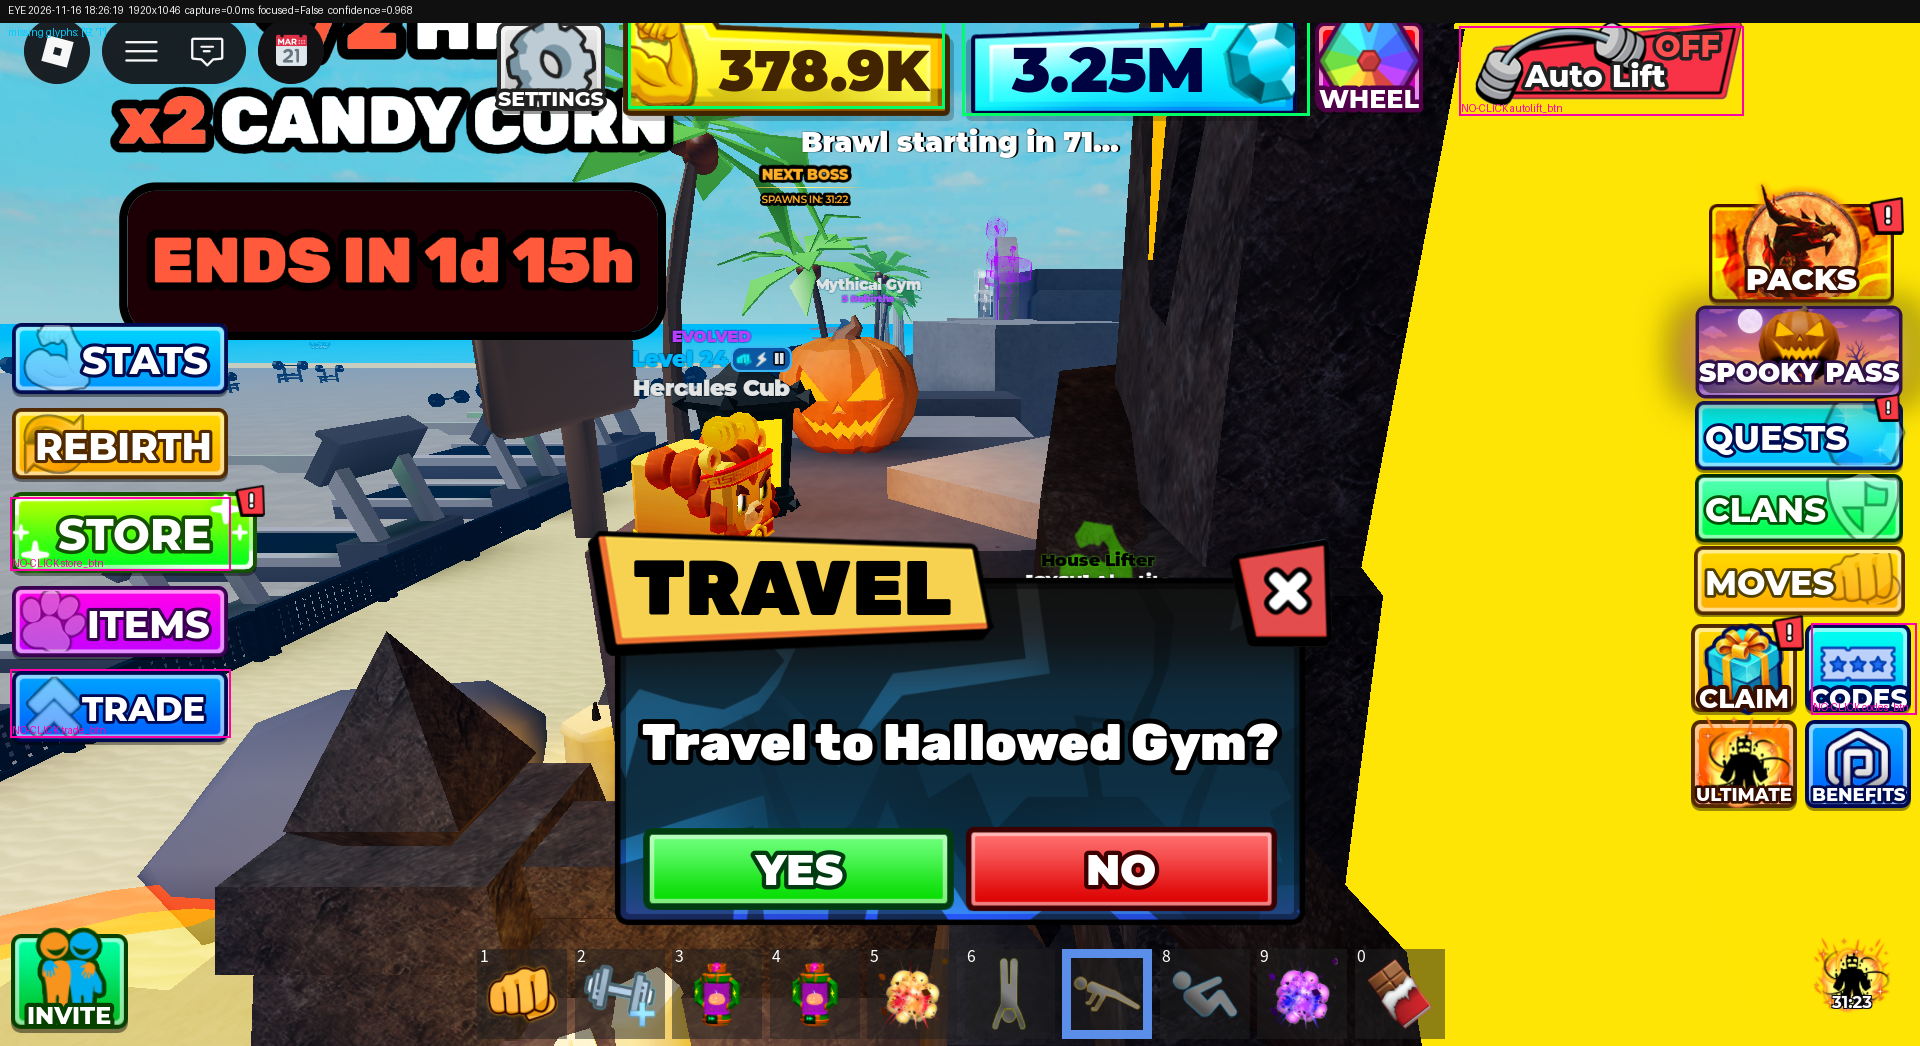 EYE 2026-11-16 18:26:19 1920x1046 capture=0.0ms focused=False confidence=0.968
MAR
21
x2 CANDY CORN
ENDS IN 1d 15h
SETTINGS
378.9K
3.25M
WHEEL
OFF
Auto Lift
NO-CLICK autolift_btn
Brawl starting in 71...
NEXT BOSS
SPAWNS IN: 31:22
Mythical Gym
5 Rebirths
EVOLVED
Level 24
Hercules Cub
STATS
REBIRTH
STORE
NO-CLICK store_btn
ITEMS
TRADE
INVITE
House Lifter
TRAVEL
Travel to Hallowed Gym?
YES
NO
PACKS
SPOOKY PASS
QUESTS
CLANS
MOVES
CLAIM
CODES
ULTIMATE
BENEFITS
31:23
1
2
3
4
5
6
8
9
0